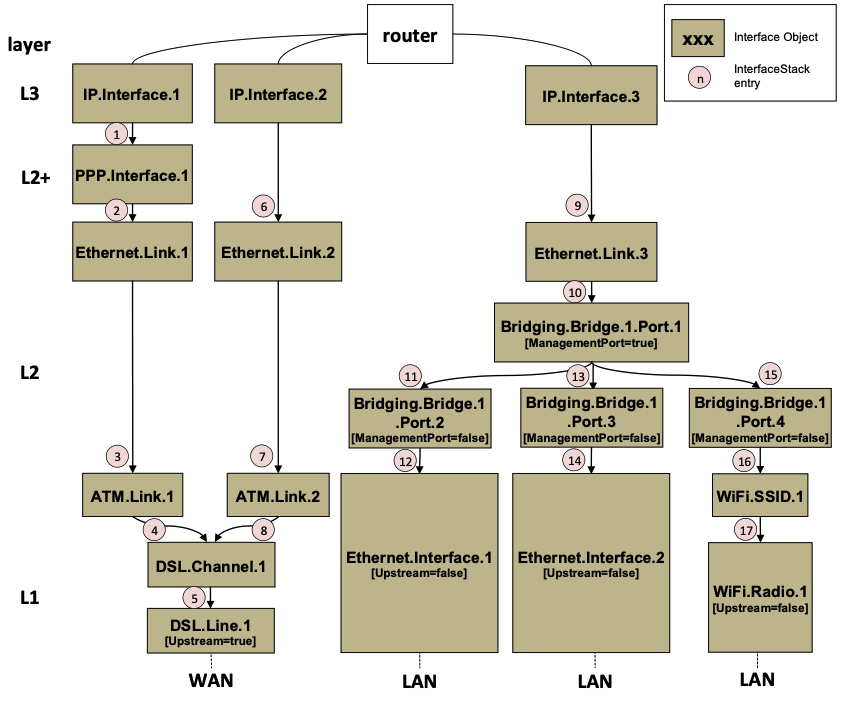 router
layer
xxx
Interface Object
n
InterfaceStack
entry
L3
IP.Interface.1
IP.Interface.2
IP.Interface.3
1
L2+
PPP.Interface.1
2
6
9
Ethernet.Link.1
Ethernet.Link.2
Ethernet.Link.3
10
Bridging.Bridge.1.Port.1
[ManagementPort=true]
L2
11
13
15
Bridging.Bridge.1
.Port.2
[ManagementPort=false]
Bridging.Bridge.1
.Port.3
[ManagementPort=false]
Bridging.Bridge.1
.Port.4
[ManagementPort=false]
3
7
12
14
16
ATM.Link.1
ATM.Link.2
WiFi.SSID.1
4
8
17
DSL.Channel.1
Ethernet.Interface.1
[Upstream=false]
Ethernet.Interface.2
[Upstream=false]
WiFi.Radio.1
[Upstream=false]
L1
5
DSL.Line.1
[Upstream=true]
WAN
LAN
LAN
LAN